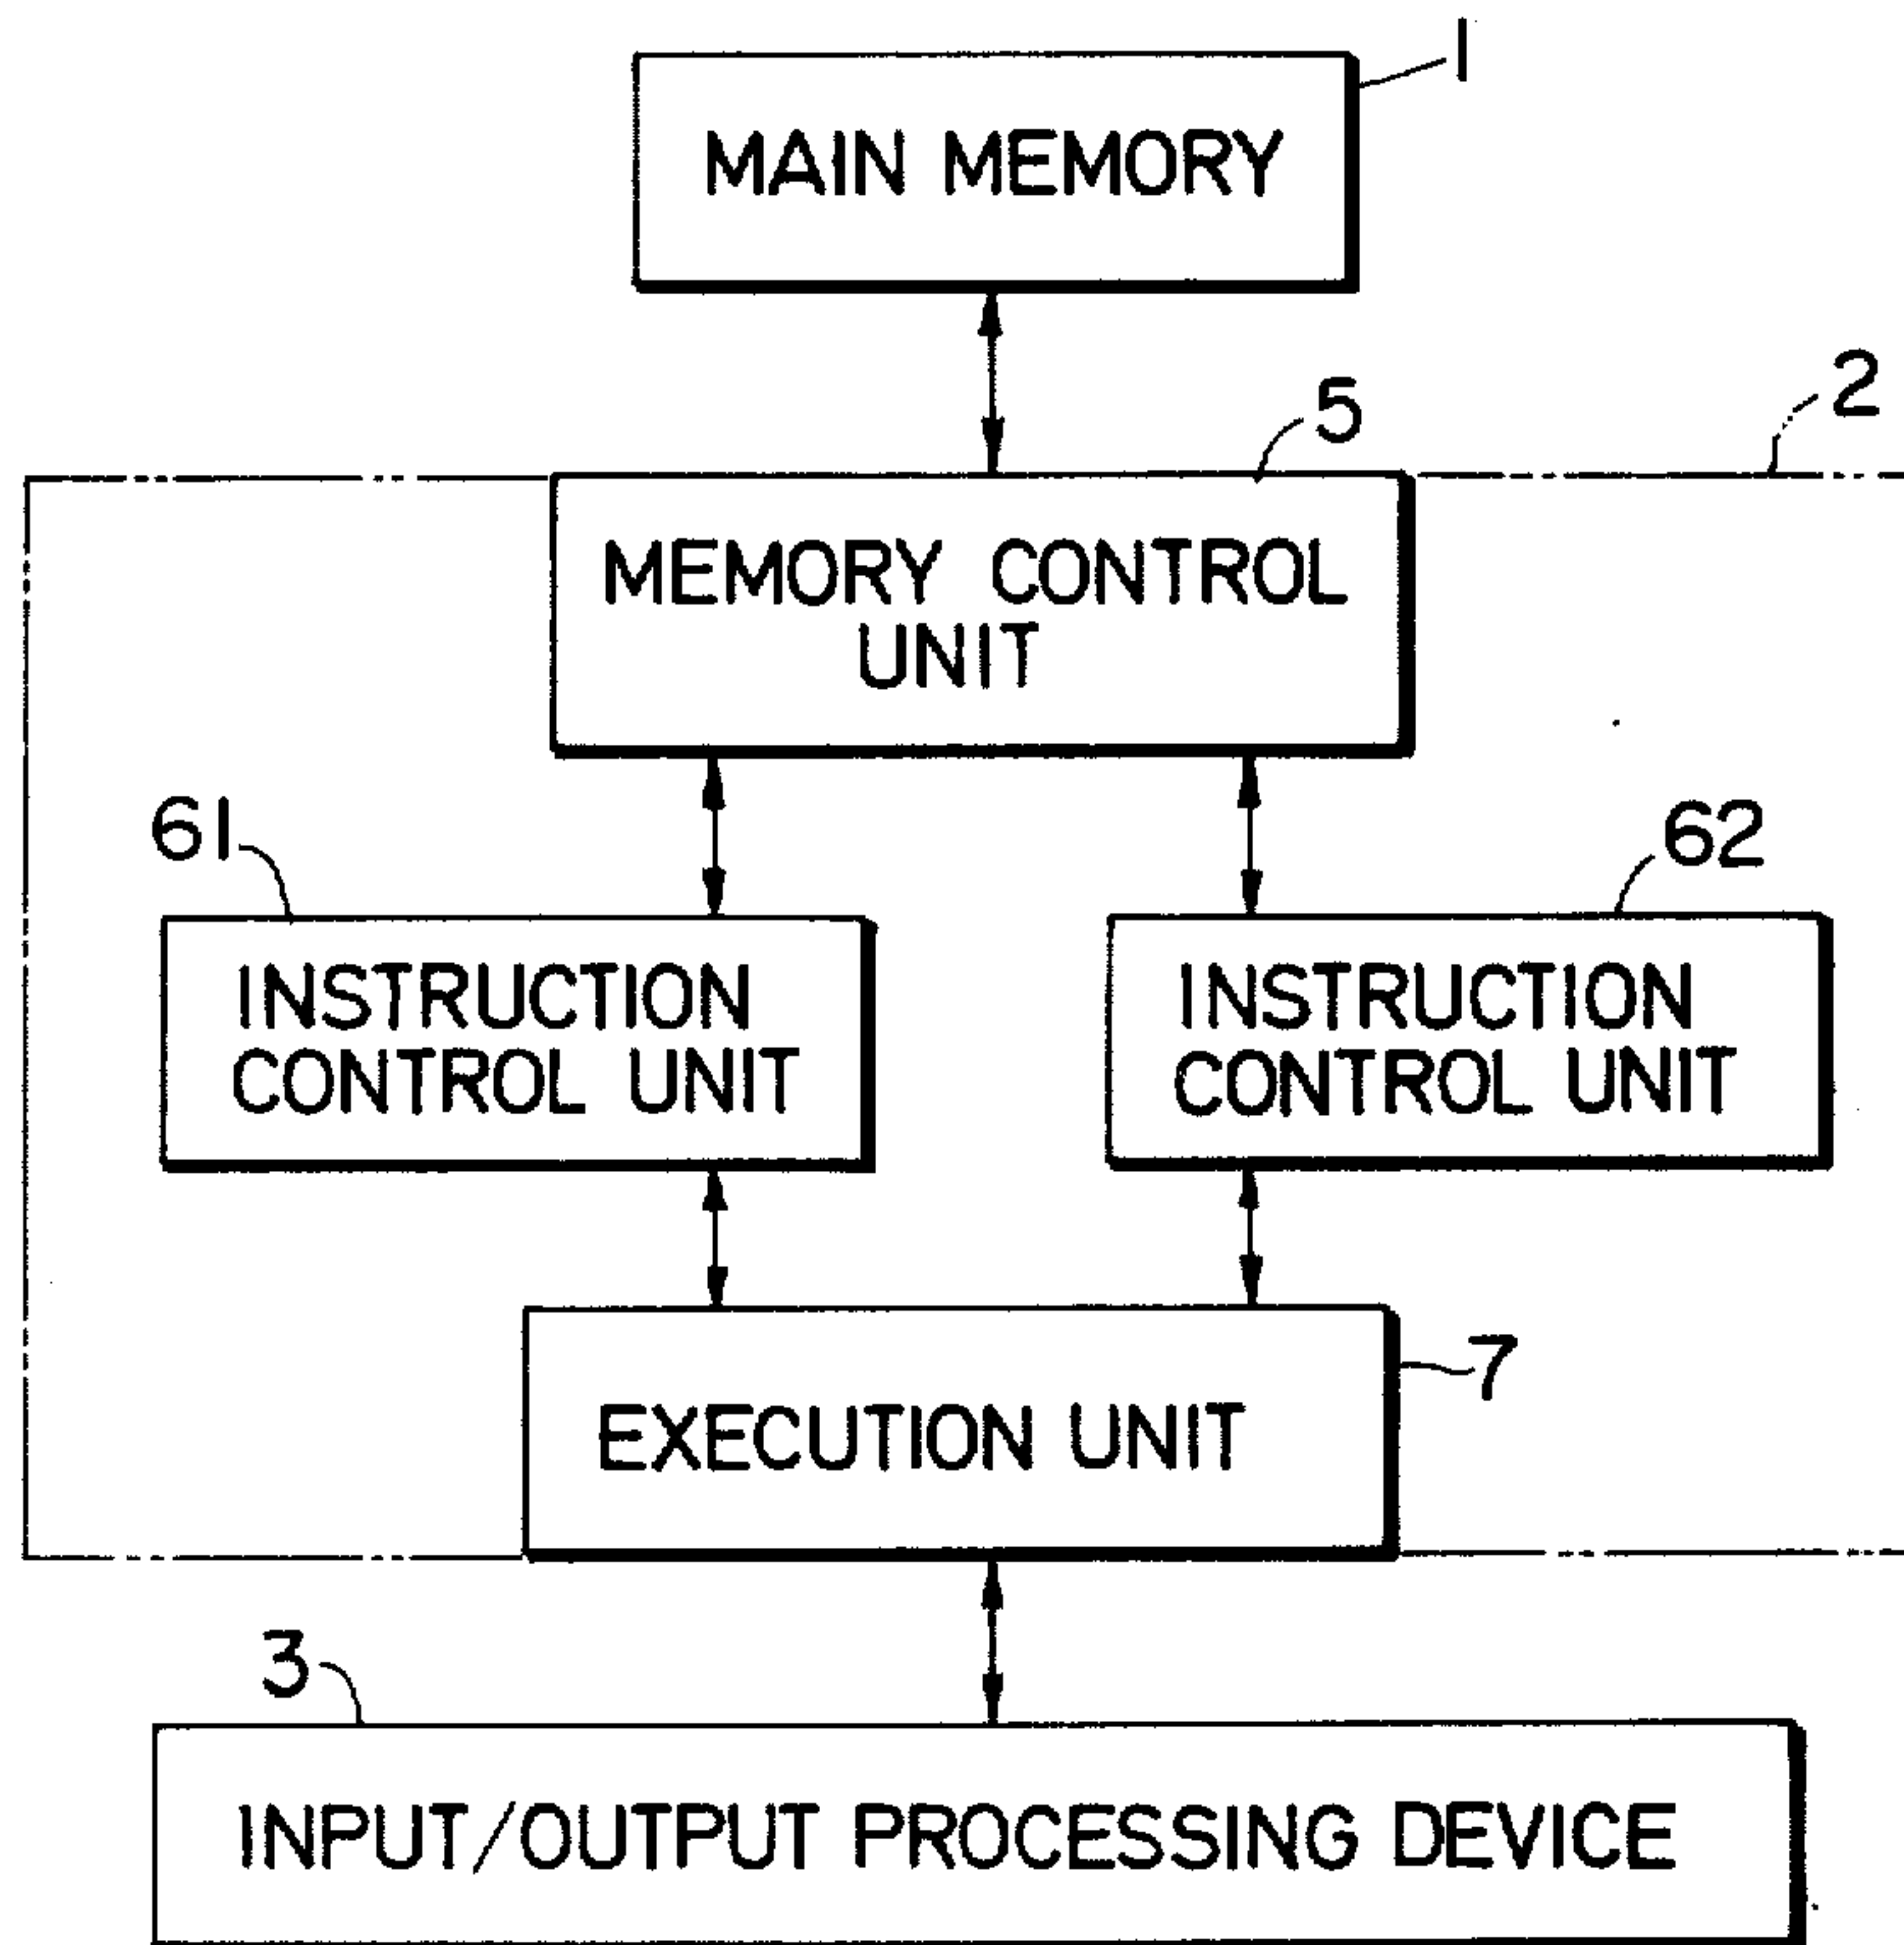 1
MAIN MEMORY
2
5
MEMORY CONTROL
UNIT
61
62
INSTRUCTION
CONTROL UNIT
INSTRUCTION
CONTROL UNIT
7
EXECUTION UNIT
3
INPUT/OUTPUT PROCESSING DEVICE